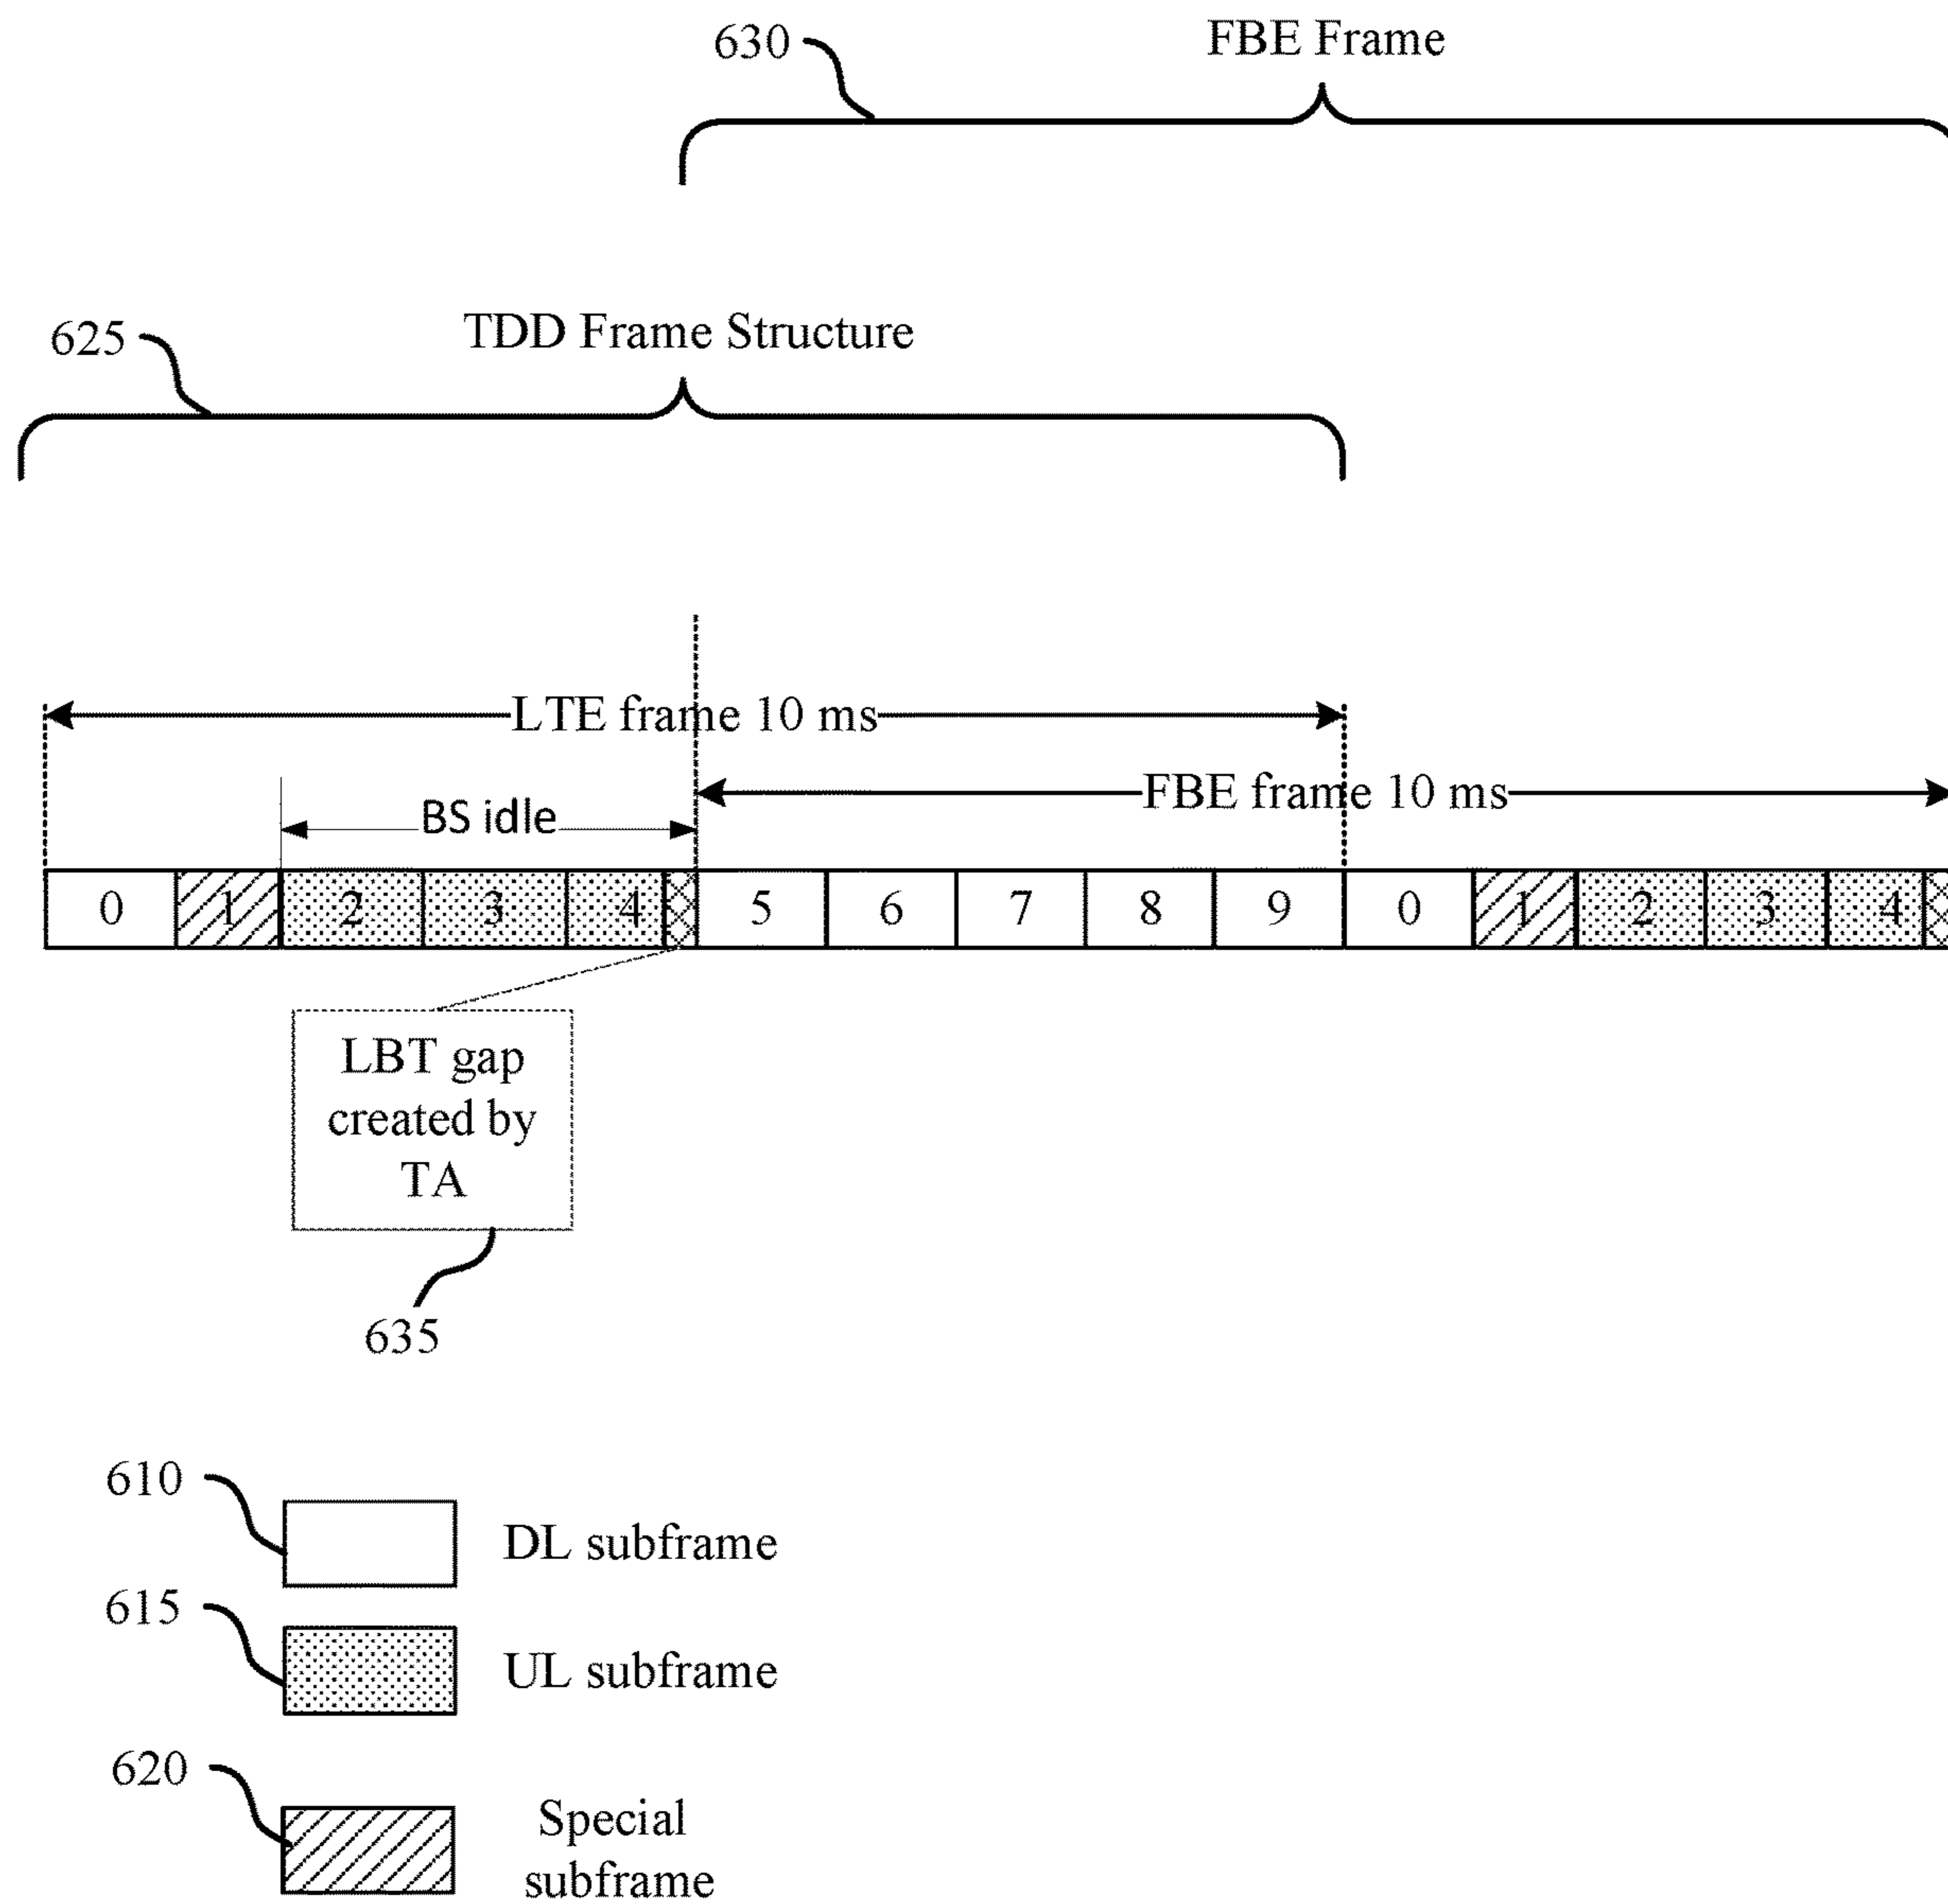 630
FBE Frame
625
TDD Frame Structure
LTE frame 10 ms
FBE frame 10 ms
BS idle
0 1 2 3 4 5 6 7 8 9 0 1 2 3 4
LBT gap
created by
TA
635
610
DL subframe
615
UL subframe
620
Special
subframe